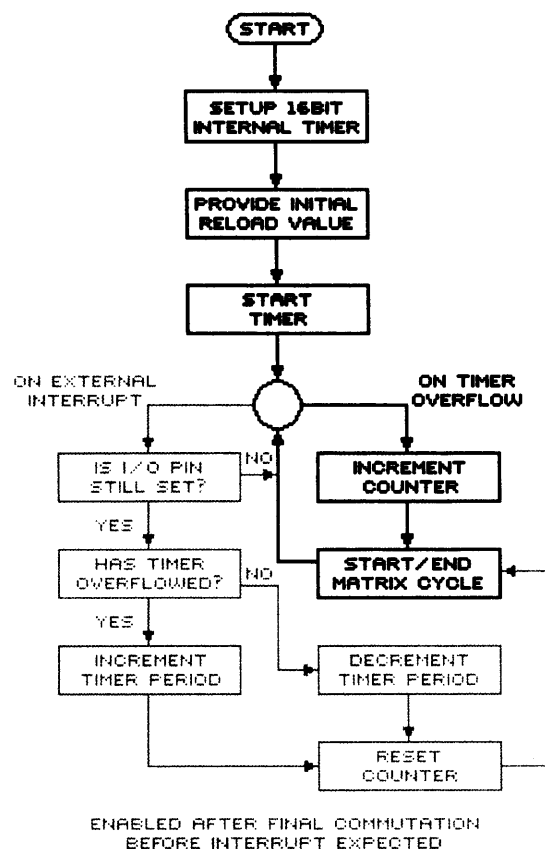 START
SETUP 16BIT
INTERNAL TIMER
PROVIDE INITIAL
RELOAD VALUE
START
TIMER
ON EXTERNAL
INTERRUPT
ON TIMER
OVERFLOW
IS I/O PIN
STILL SET?
NO
INCREMENT
COUNTER
YES
HAS TIMER
OVERFLOWED?
NO
START/END
MATRIX CYCLE
YES
INCREMENT
TIMER PERIOD
DECREMENT
TIMER PERIOD
RESET
COUNTER
ENABLED AFTER FINAL COMMUTATION
BEFORE INTERRUPT EXPECTED